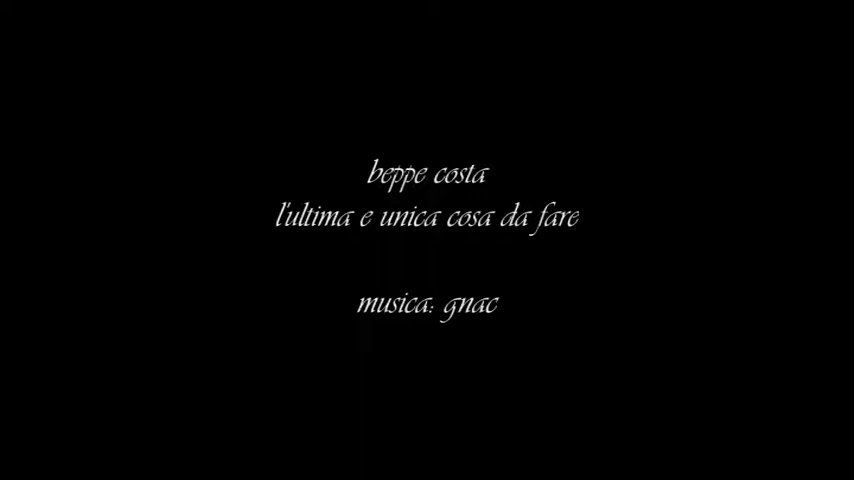 beppe costa
l'ultima e unica cosa da fare
musica: gnac